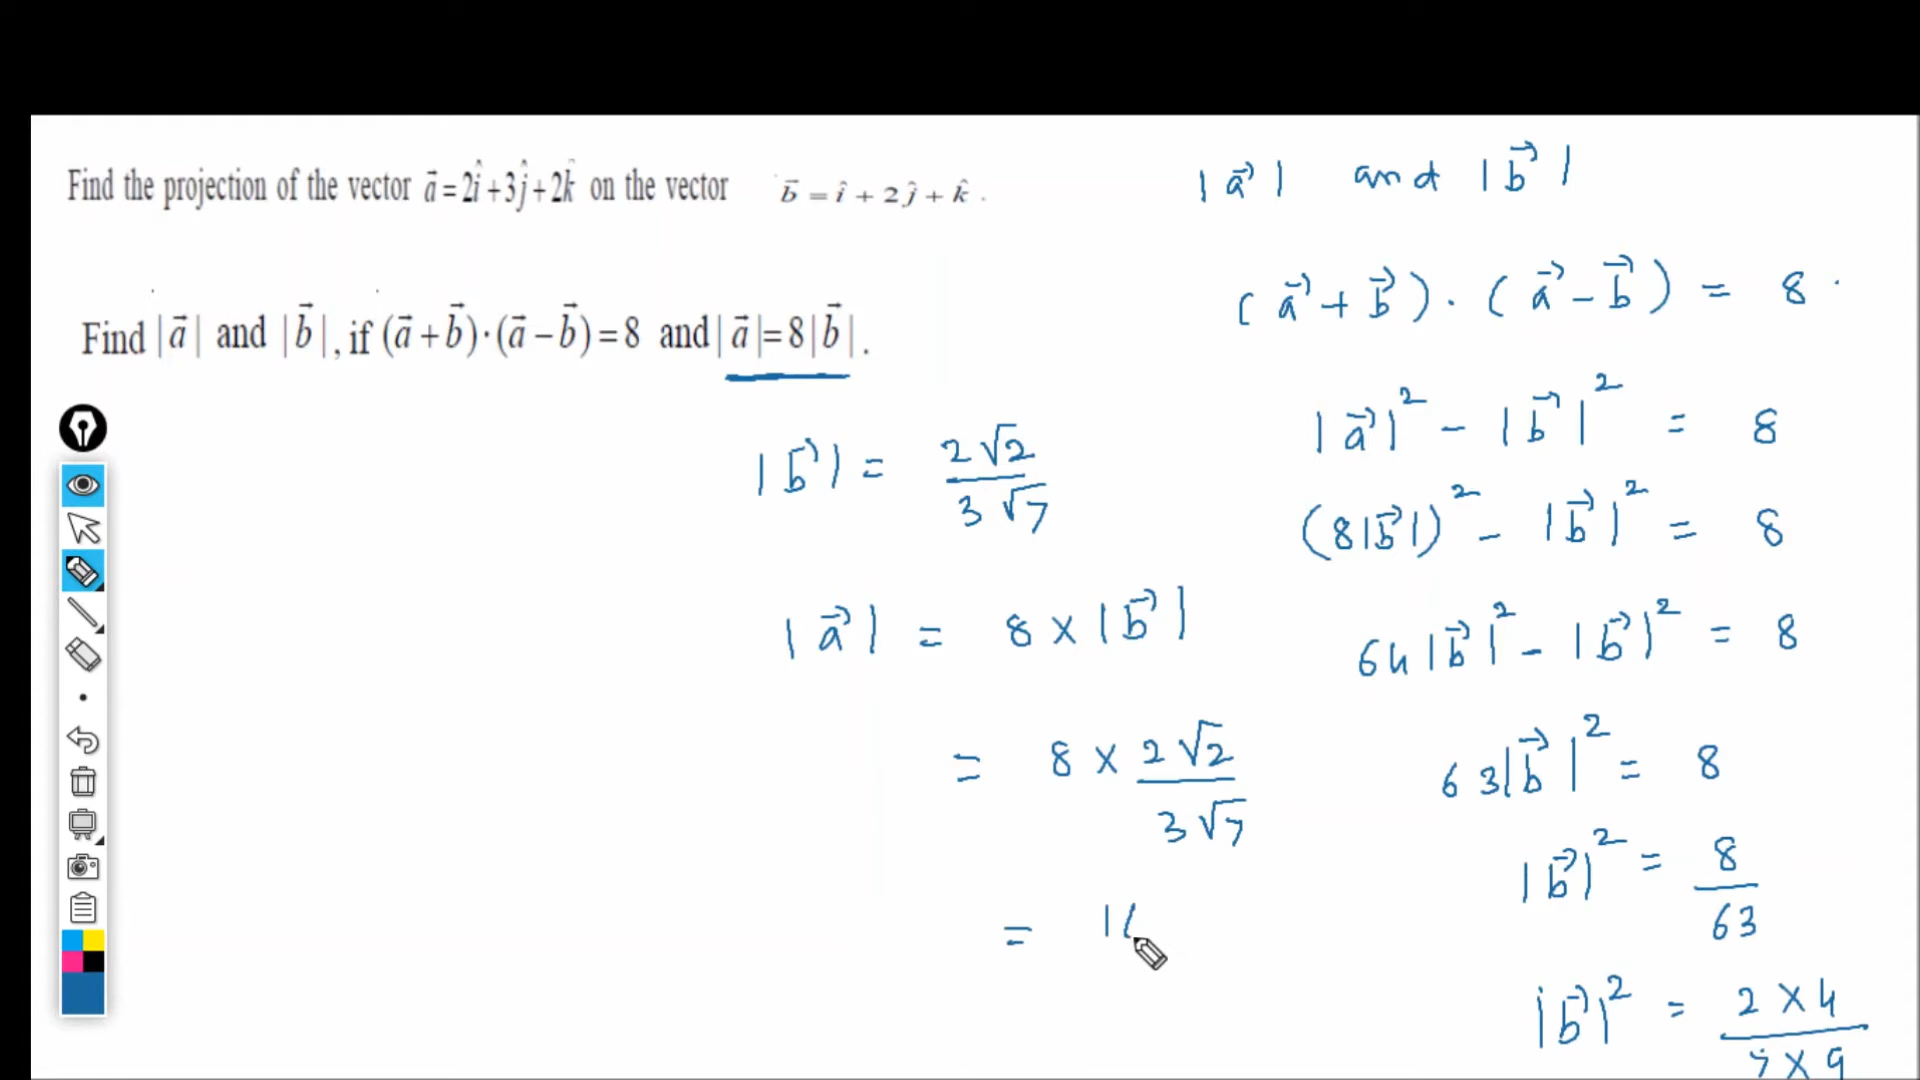 Find the projection of the vector a⃗ = 2î + 3ĵ + 2k̂ on the vector b⃗ = î + 2ĵ + k̂ .
Find |a⃗| and |b⃗|, if (a⃗ + b⃗)·(a⃗ − b⃗) = 8 and |a⃗| = 8|b⃗|.
|b⃗| = 2√2 / 3√7
|a⃗| = 8 × |b⃗|
= 8 × 2√2 / 3√7
= 16
|a⃗| and |b⃗|
(a⃗ + b⃗) · (a⃗ − b⃗) = 8 .
|a⃗|² − |b⃗|² = 8
(8|b⃗|)² − |b⃗|² = 8
64|b⃗|² − |b⃗|² = 8
63|b⃗|² = 8
|b⃗|² = 8 / 63
|b⃗|² = 2 × 4 / 7 × 9